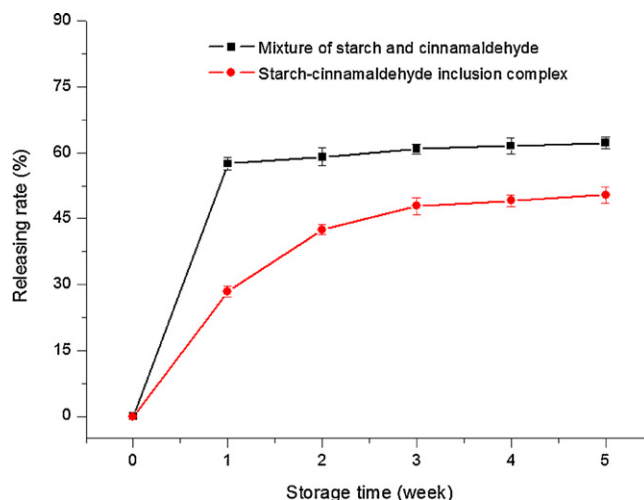 90
75
60
45
30
15
0
Releasing rate (%)
Mixture of starch and cinnamaldehyde
Starch-cinnamaldehyde inclusion complex
0 1 2 3 4 5
Storage time (week)